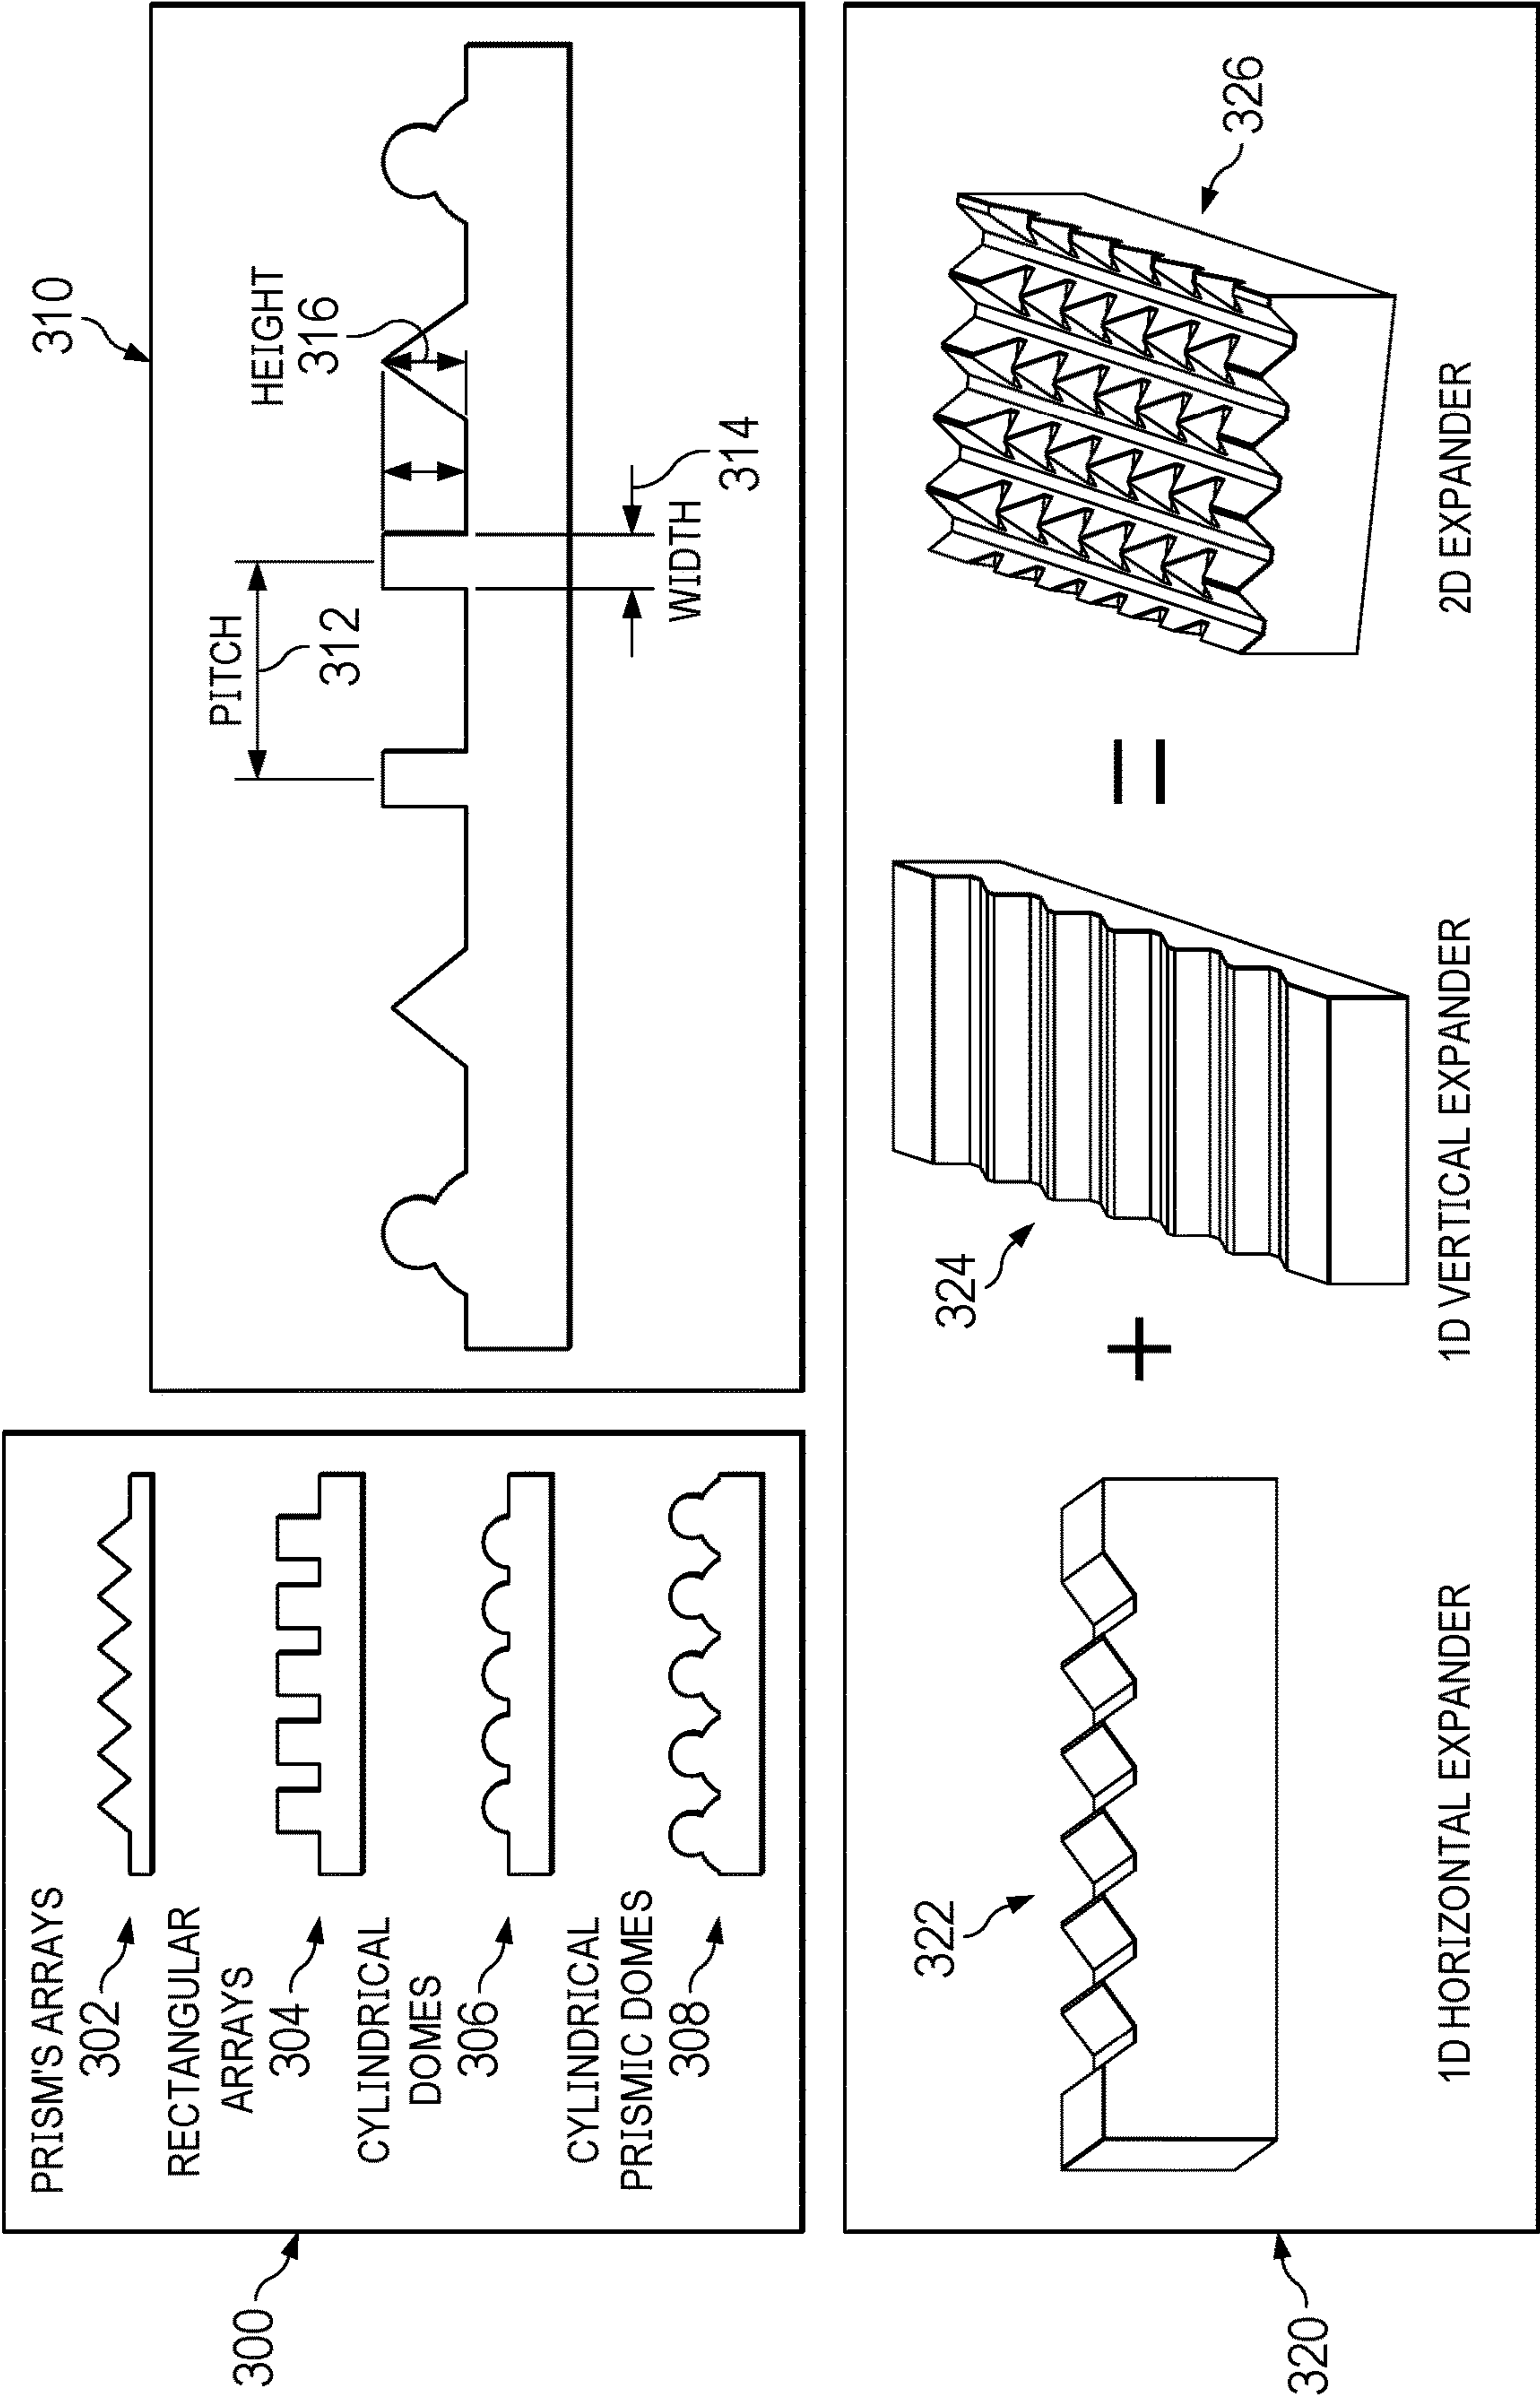 300
PRISM'S ARRAYS
302
RECTANGULAR
ARRAYS
304
CYLINDRICAL
DOMES
306
CYLINDRICAL
PRISMIC DOMES
308
310
PITCH
312
HEIGHT
316
WIDTH
314
320
322
1D HORIZONTAL EXPANDER
+
324
1D VERTICAL EXPANDER
=
326
2D EXPANDER